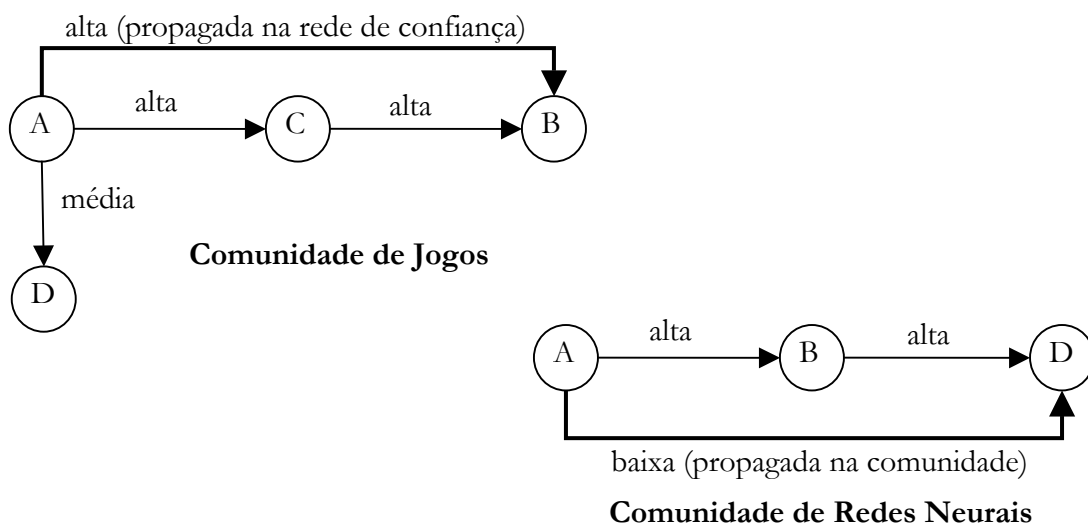 alta (propagada na rede de confiança)
A alta C alta B
média
Comunidade de Jogos
D
A alta B alta D
baixa (propagada na comunidade)
Comunidade de Redes Neurais